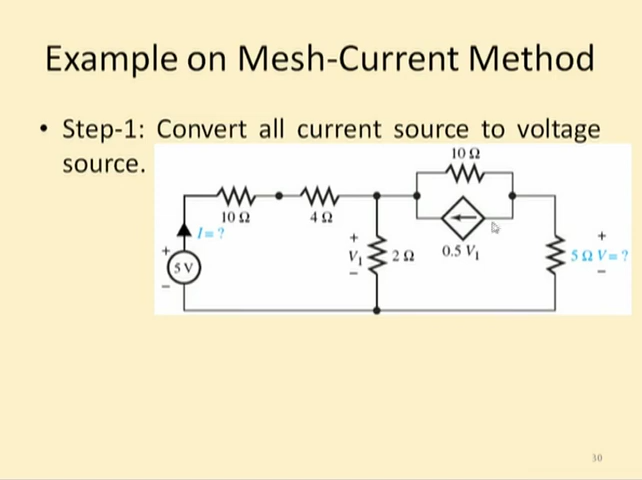 Example on Mesh-Current Method
• Step-1: Convert all current source to voltage
source.
10 Ω
10 Ω
4 Ω
I = ?
+
5 V
−
+
V₁
−
2 Ω
0.5 V₁
+
5 Ω V = ?
−
30